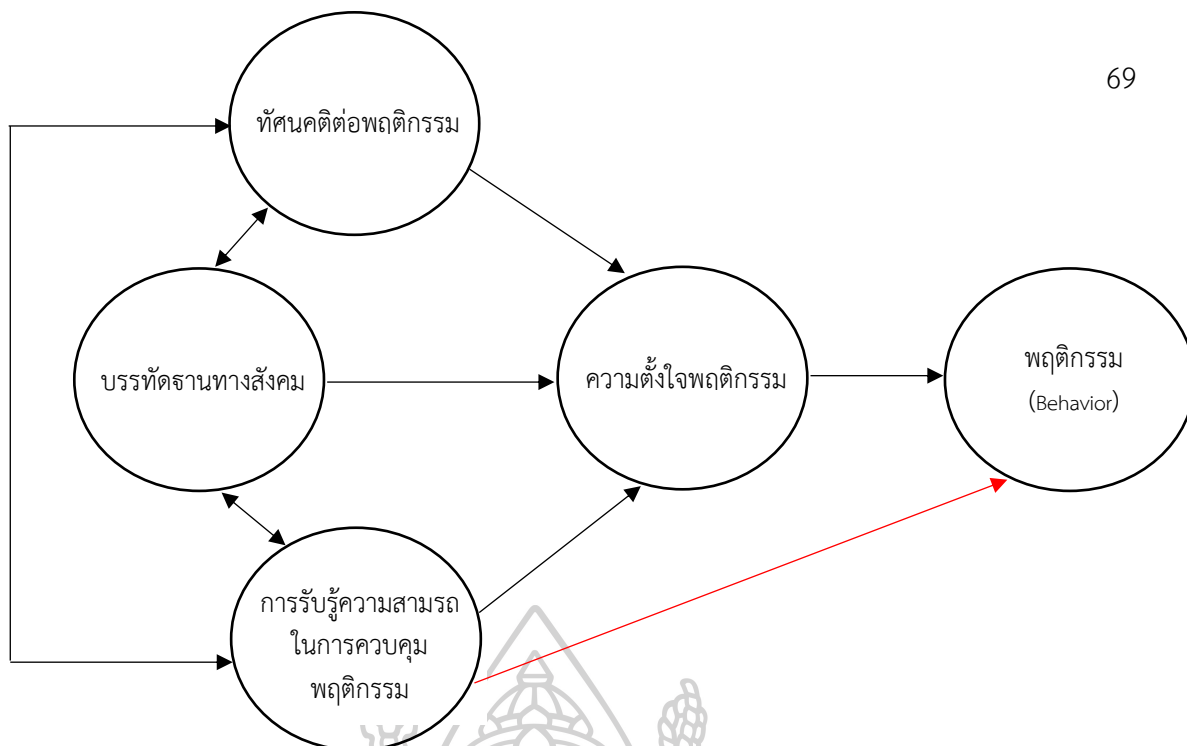 69
ทัศนคติต่อพฤติกรรม
บรรทัดฐานทางสังคม
ความตั้งใจพฤติกรรม
พฤติกรรม
(Behavior)
การรับรู้ความสามรถ
ในการควบคุม
พฤติกรรม